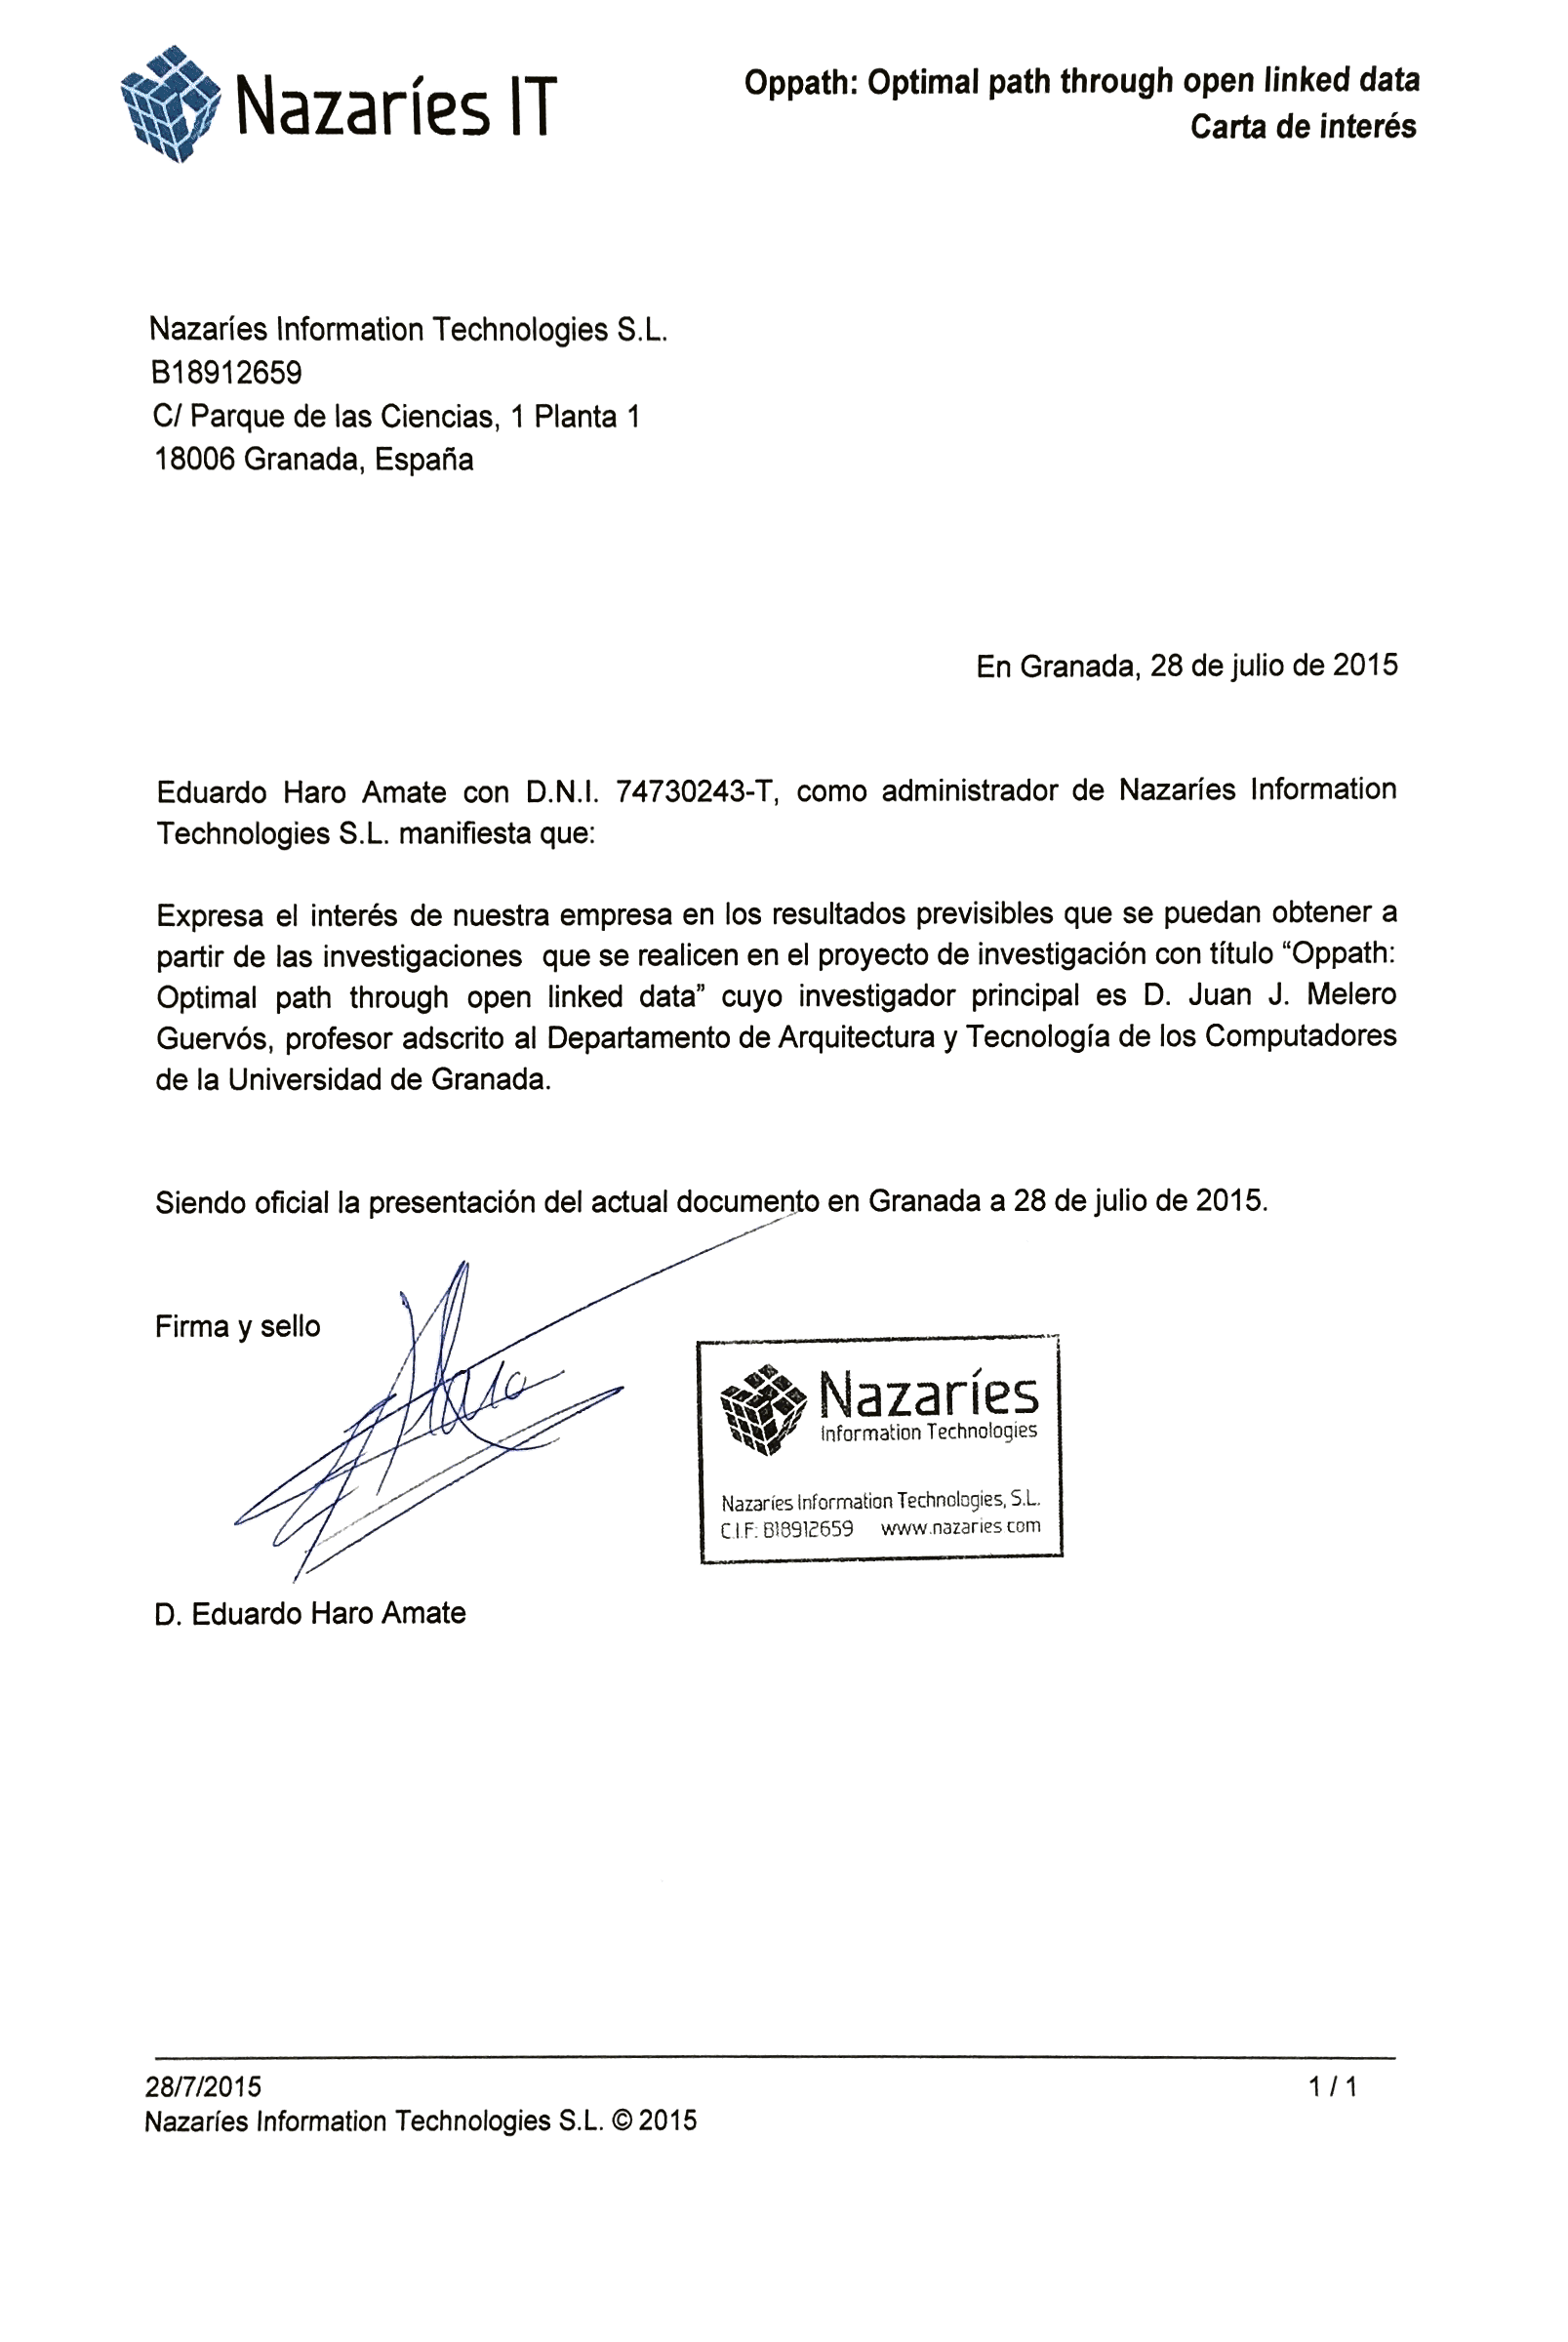 Nazaríes IT
Oppath: Optimal path through open linked data
Carta de interés
Nazaríes Information Technologies S.L.
B18912659
C/ Parque de las Ciencias, 1 Planta 1
18006 Granada, España
En Granada, 28 de julio de 2015
Eduardo Haro Amate con D.N.I. 74730243-T, como administrador de Nazaríes Information
Technologies S.L. manifiesta que:
Expresa el interés de nuestra empresa en los resultados previsibles que se puedan obtener a
partir de las investigaciones que se realicen en el proyecto de investigación con título “Oppath:
Optimal path through open linked data” cuyo investigador principal es D. Juan J. Melero
Guervós, profesor adscrito al Departamento de Arquitectura y Tecnología de los Computadores
de la Universidad de Granada.
Siendo oficial la presentación del actual documento en Granada a 28 de julio de 2015.
Firma y sello
Haro
Nazaríes
Information Technologies
Nazaríes Information Technologies, S.L.
C.I.F: B18912659 www.nazaries.com
D. Eduardo Haro Amate
28/7/2015 1 / 1
Nazaríes Information Technologies S.L. © 2015